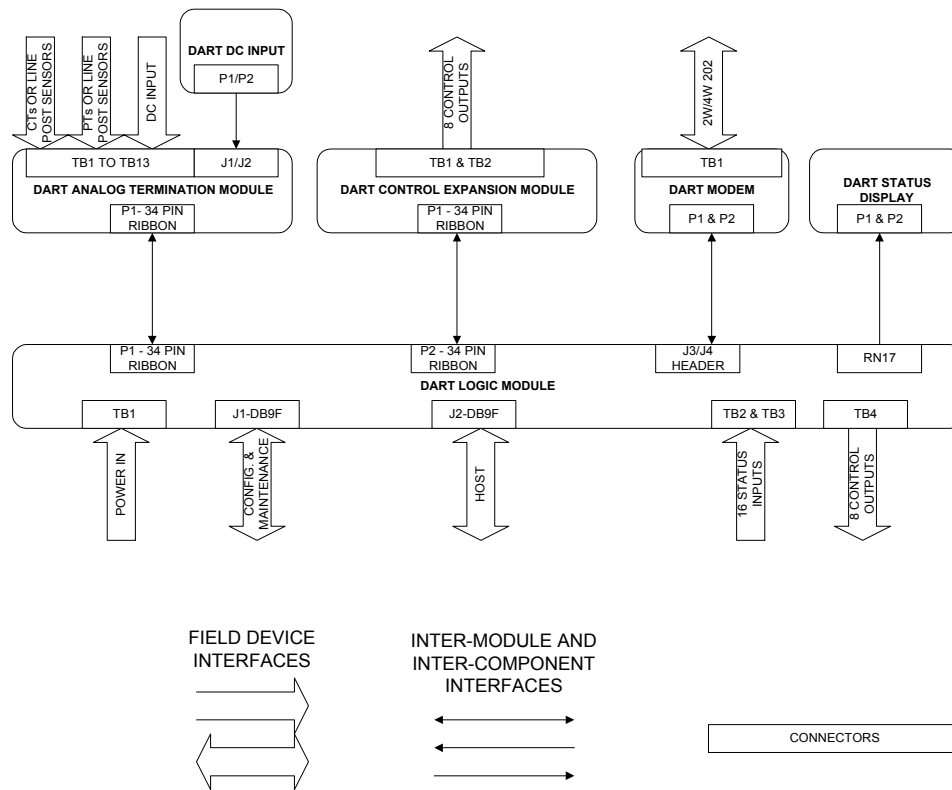 CTs OR LINE
POST SENSORS
PTs OR LINE
POST SENSORS
DC INPUT
DART DC INPUT
P1/P2
8 CONTROL
OUTPUTS
2W/4W 202
TB1 TO TB13
J1/J2
DART ANALOG TERMINATION MODULE
P1- 34 PIN
RIBBON
TB1 & TB2
DART CONTROL EXPANSION MODULE
P1 - 34 PIN
RIBBON
TB1
DART MODEM
P1 & P2
DART STATUS
DISPLAY
P1 & P2
P1 - 34 PIN
RIBBON
P2 - 34 PIN
RIBBON
J3/J4
HEADER
RN17
DART LOGIC MODULE
TB1
J1-DB9F
J2-DB9F
TB2 & TB3
TB4
POWER IN
CONFIG. &
MAINTENANCE
HOST
16 STATUS
INPUTS
8 CONTROL
OUTPUTS
FIELD DEVICE
INTERFACES
INTER-MODULE AND
INTER-COMPONENT
INTERFACES
CONNECTORS